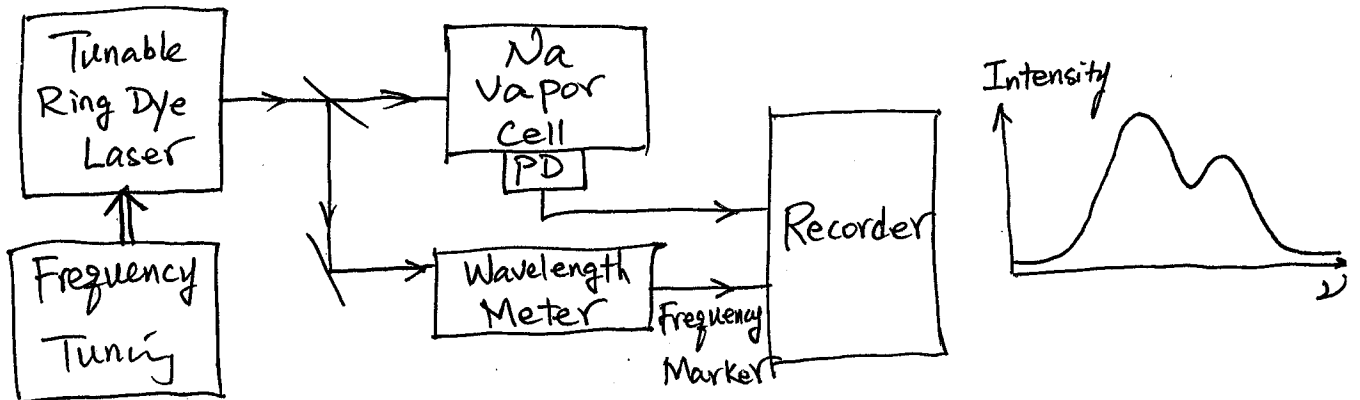 Tunable
Ring Dye
Laser
Frequency
Tuning
Na
Vapor
Cell
PD
Wavelength
Meter
Frequency
Marker
Recorder
Intensity
ν